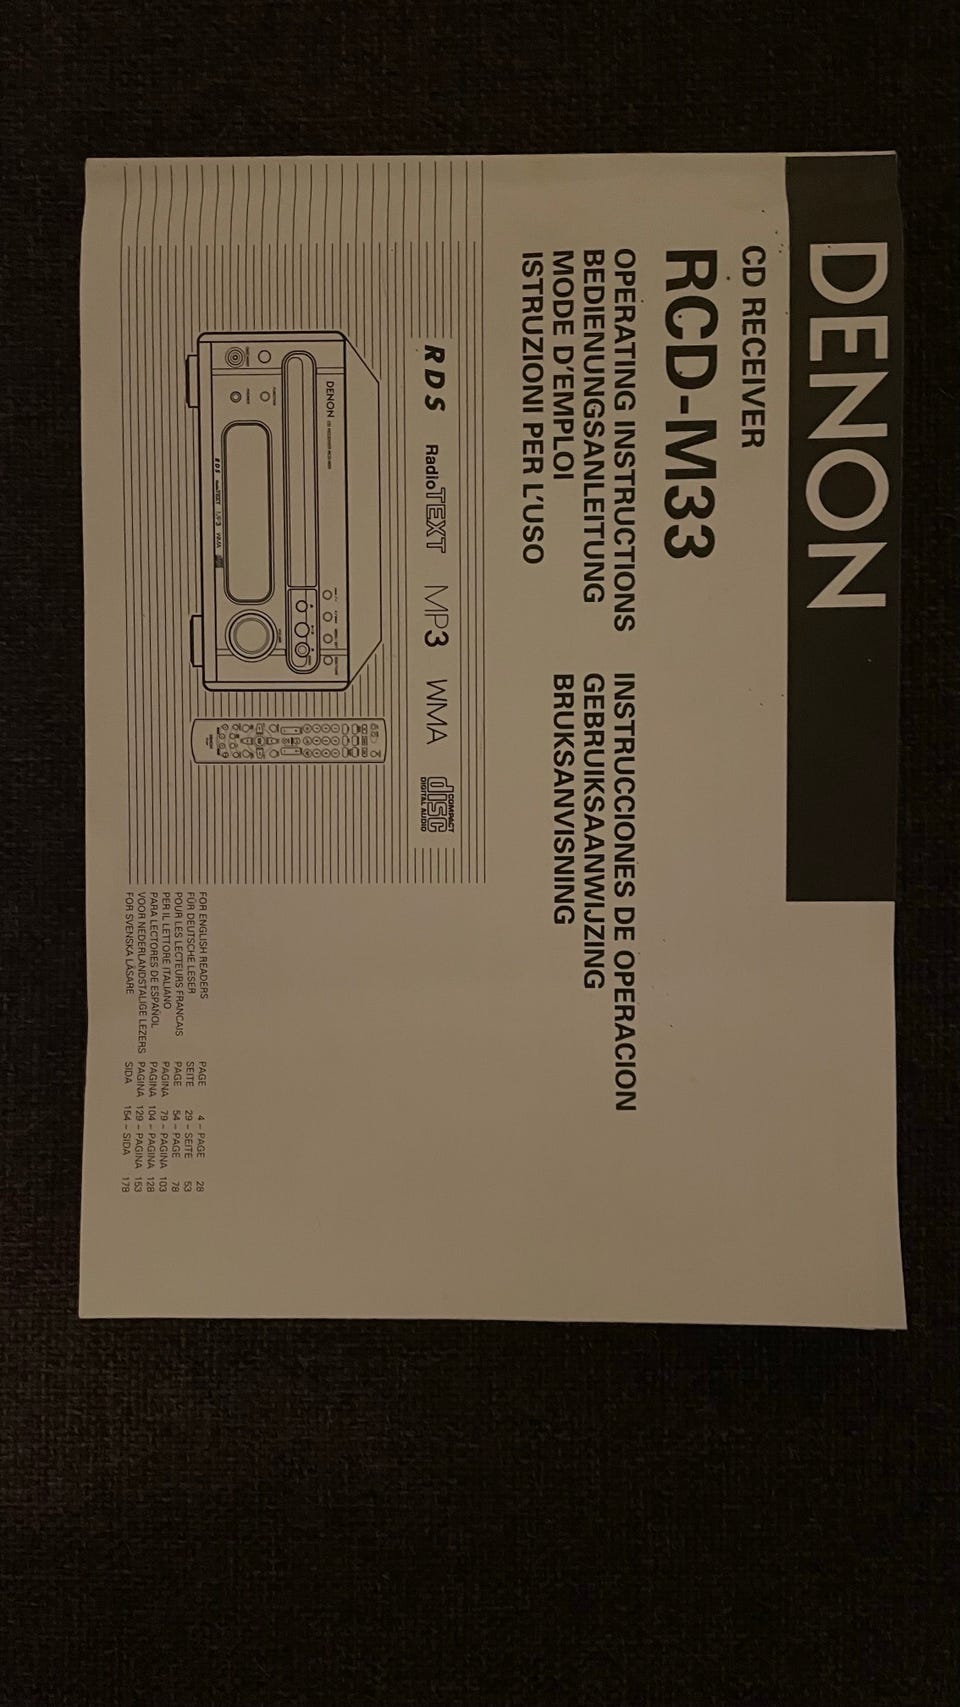 DENON
CD RECEIVER
RCD-M33
OPERATING INSTRUCTIONS
BEDIENUNGSANLEITUNG
MODE D'EMPLOI
ISTRUZIONI PER L'USO
INSTRUCCIONES DE OPERACION
GEBRUIKSAANWIJZING
BRUKSANVISNING
RDS RadioTEXT MP3 WMA COMPACT disc DIGITAL AUDIO
DENON
FOR ENGLISH READERS PAGE 4 – PAGE 28
FÜR DEUTSCHE LESER SEITE 29 – SEITE 53
POUR LES LECTEURS FRANCAIS PAGE 54 – PAGE 78
PER IL LETTORE ITALIANO PAGINA 79 – PAGINA 103
PARA LECTORES DE ESPAÑOL PAGINA 104 – PAGINA 128
VOOR NEDERLANDSTALIGE LEZERS PAGINA 129 – PAGINA 153
FOR SVENSKA LÄSARE SIDA 154 – SIDA 178